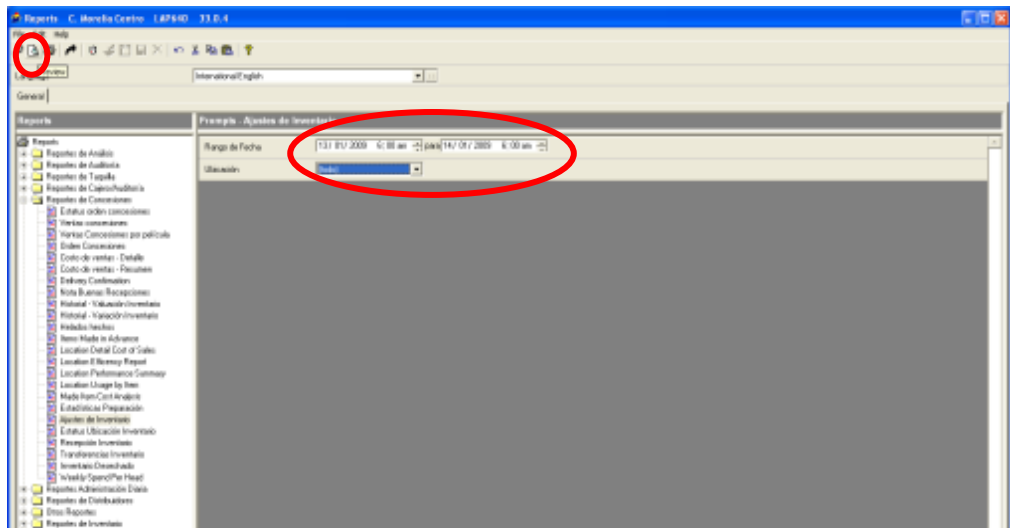 Reports C. Morelia Centro LAP640 33.0.4
Help
International English
General
Reports
Prompts - Ajustes de Inventario
Reports
Reportes de Análisis
Reportes de Auditoria
Reportes de Taquilla
Reportes de Cajero/Auditoria
Reportes de Concesiones
Estatus orden concesiones
Ventas concesiones
Ventas Concesiones por película
Orden Concesiones
Costo de ventas - Detalle
Costo de ventas - Resumen
Delivery Confirmation
Nota Buenas Recepciones
Historial - Valuación Inventario
Historial - Variación Inventario
Helados hechos
Items Made in Advance
Location Detail Cost of Sales
Location Efficiency Report
Location Performance Summary
Location Usage by Item
Made Item Cost Analysis
Estadísticas Preparación
Ajustes de Inventario
Estatus Ubicación Inventario
Recepción Inventario
Transferencias Inventario
Inventario Desechado
Weekly Spend Per Head
Reportes Administración Diaria
Reportes de Distribuidores
Otros Reportes
Reportes de Inventario
Rango de Fecha 13/ 01/ 2009 6: 00 am para 14/ 01/ 2009 6: 00 am
Ubicación